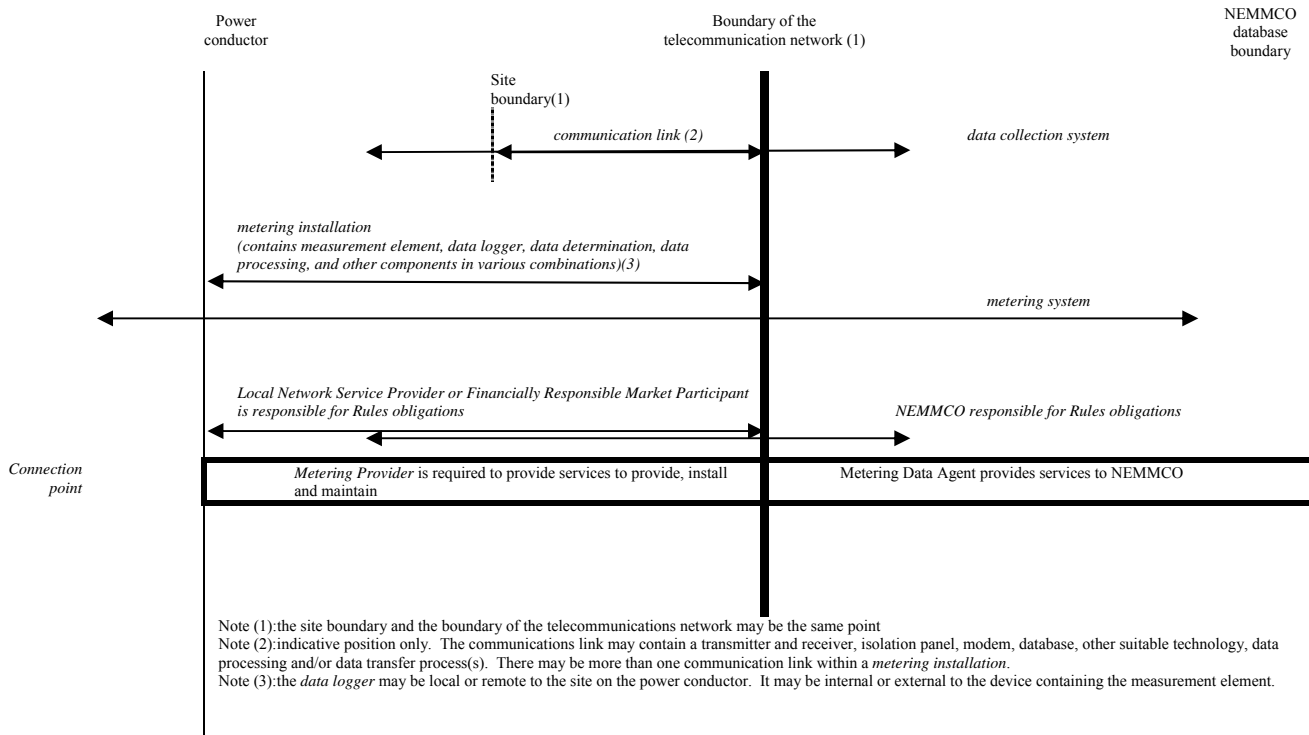 Power
conductor
Boundary of the
telecommunication network (1)
NEMMCO
database
boundary
Site
boundary(1)
communication link (2)
data collection system
metering installation
(contains measurement element, data logger, data determination, data
processing, and other components in various combinations)(3)
metering system
Local Network Service Provider or Financially Responsible Market Participant
is responsible for Rules obligations
NEMMCO responsible for Rules obligations
Connection
point
Metering Provider is required to provide services to provide, install
and maintain
Metering Data Agent provides services to NEMMCO
Note (1):the site boundary and the boundary of the telecommunications network may be the same point
Note (2):indicative position only. The communications link may contain a transmitter and receiver, isolation panel, modem, database, other suitable technology, data
processing and/or data transfer process(s). There may be more than one communication link within a metering installation.
Note (3):the data logger may be local or remote to the site on the power conductor. It may be internal or external to the device containing the measurement element.